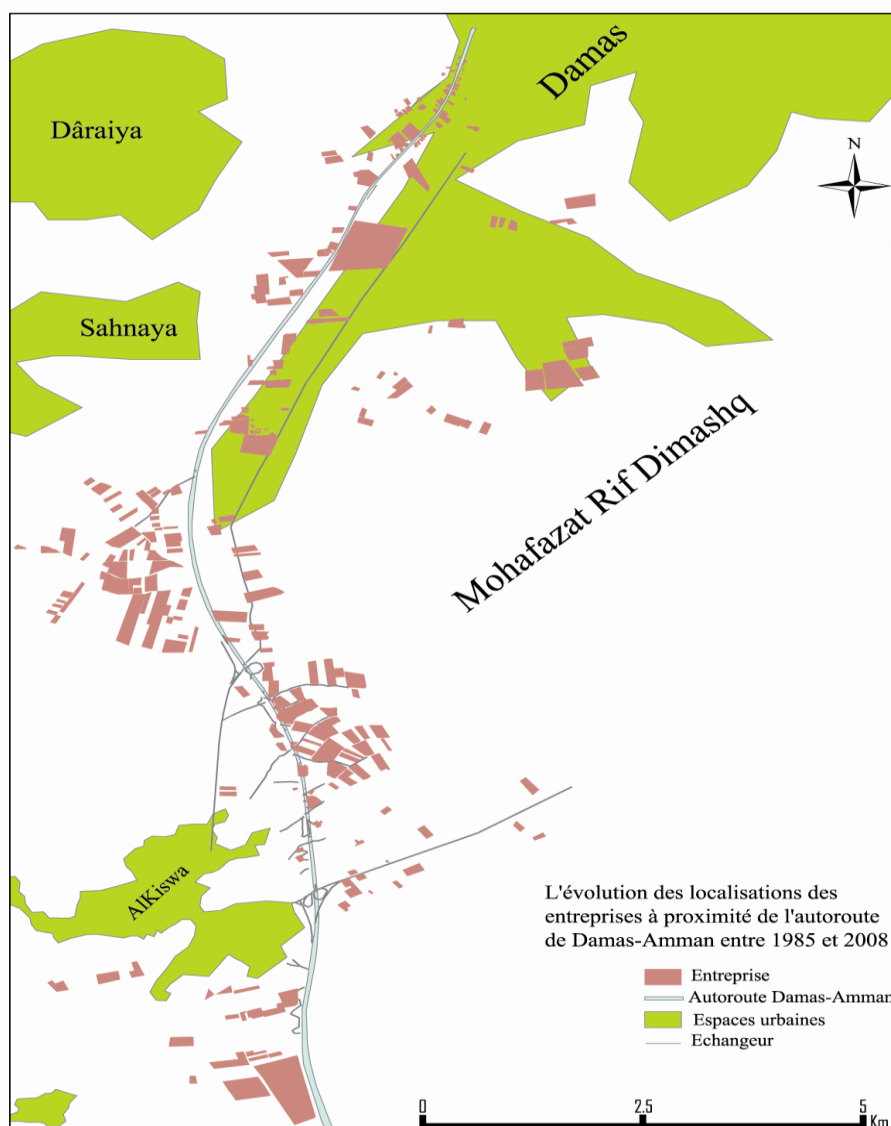 Damas
Dâraiya
N
Sahnaya
Mohafazat Rif Dimashq
AlKiswa
L'évolution des localisations des
entreprises à proximité de l'autoroute
de Damas-Amman entre 1985 et 2008
Entreprise
Autoroute Damas-Amman
Espaces urbaines
Echangeur
0 2.5 5
Km